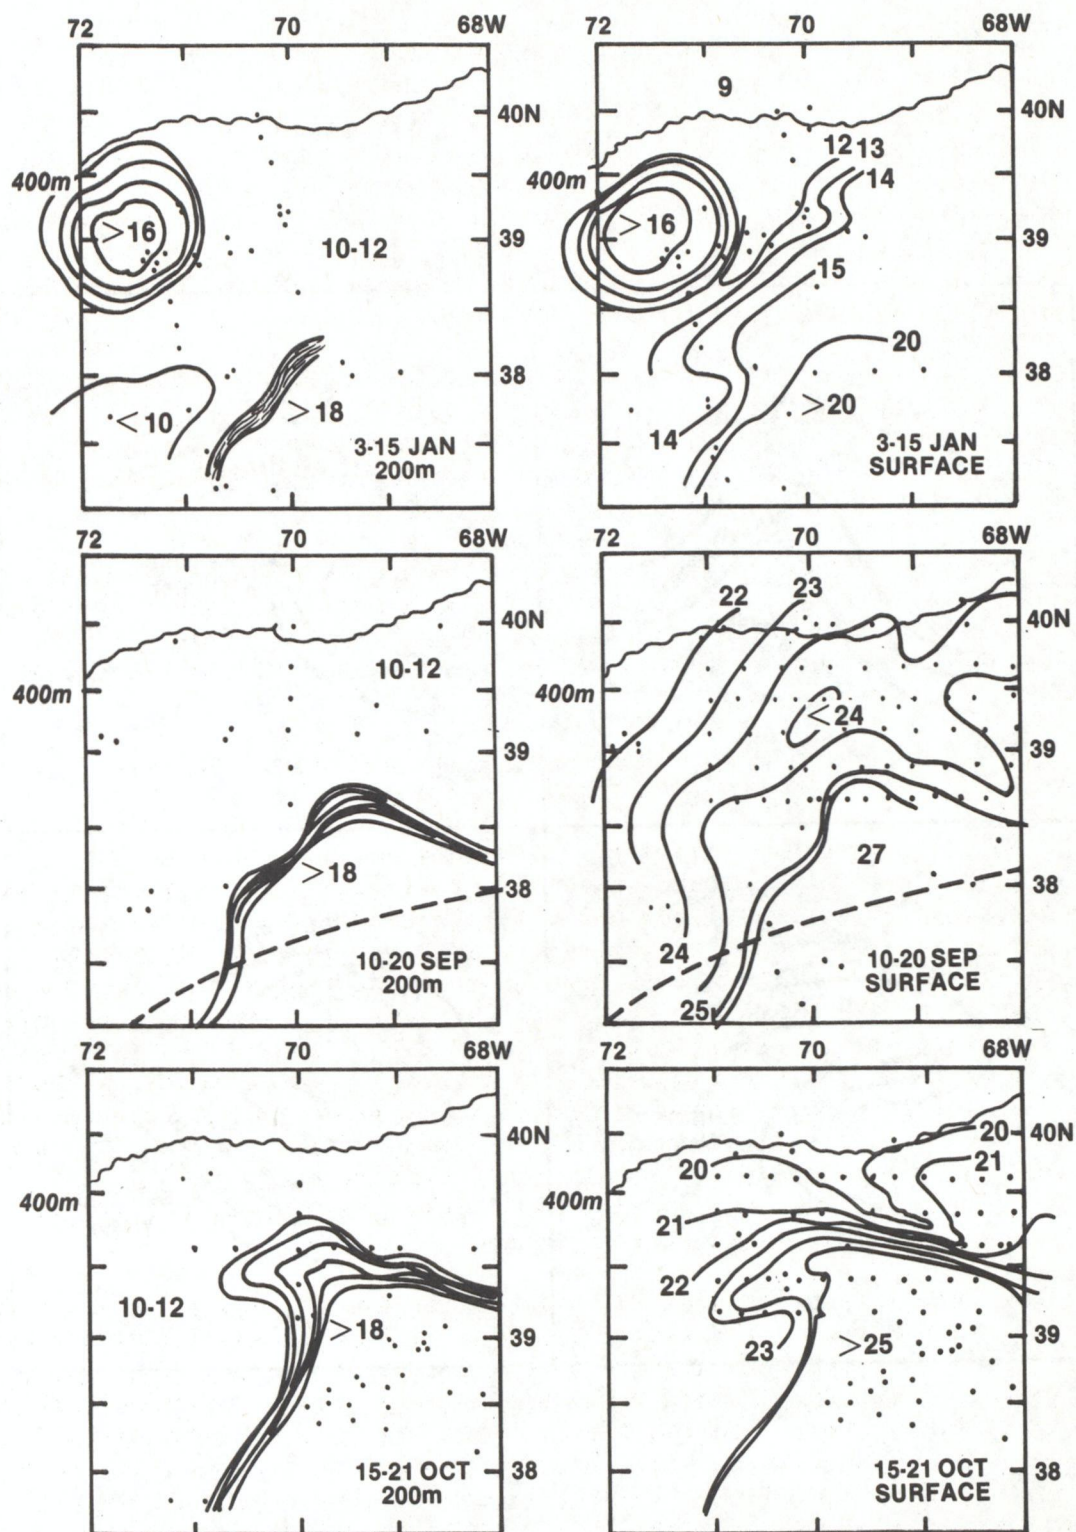 72 70 68W
40N
400m
>16
39
10-12
38
<10
>18
3-15 JAN
200m
72 70 68W
9
40N
12 13
14
400m
>16
39
15
20
38
>20
14
3-15 JAN
SURFACE
72 70 68W
40N
10-12
400m
39
>18
38
10-20 SEP
200m
72 70 68W
22 23
40N
400m
<24
39
27
38
24
25
10-20 SEP
SURFACE
72 70 68W
40N
400m
10-12
>18
39
38
15-21 OCT
200m
72 70 68W
20
40N
20
21
400m
21
22
39
23
>25
38
15-21 OCT
SURFACE